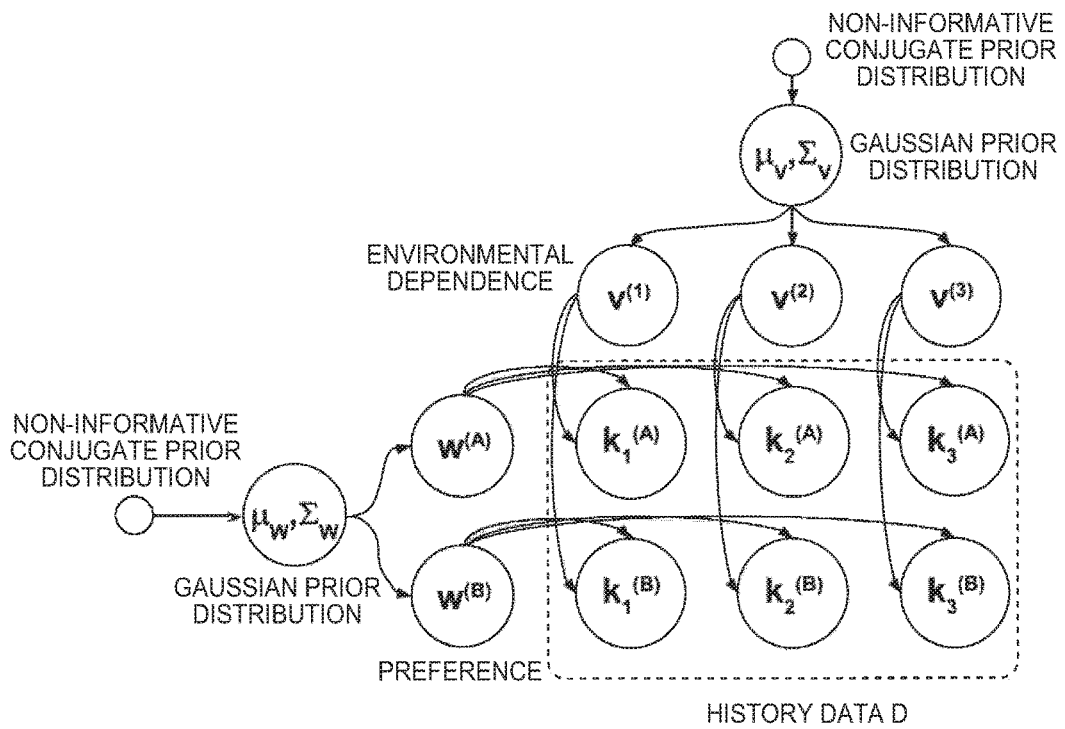 NON-INFORMATIVE
CONJUGATE PRIOR
DISTRIBUTION
μv,Σv
GAUSSIAN PRIOR
DISTRIBUTION
ENVIRONMENTAL
DEPENDENCE
v(1)
v(2)
v(3)
NON-INFORMATIVE
CONJUGATE PRIOR
DISTRIBUTION
w(A)
k1(A)
k2(A)
k3(A)
μw,Σw
GAUSSIAN PRIOR
DISTRIBUTION
w(B)
k1(B)
k2(B)
k3(B)
PREFERENCE
HISTORY DATA D